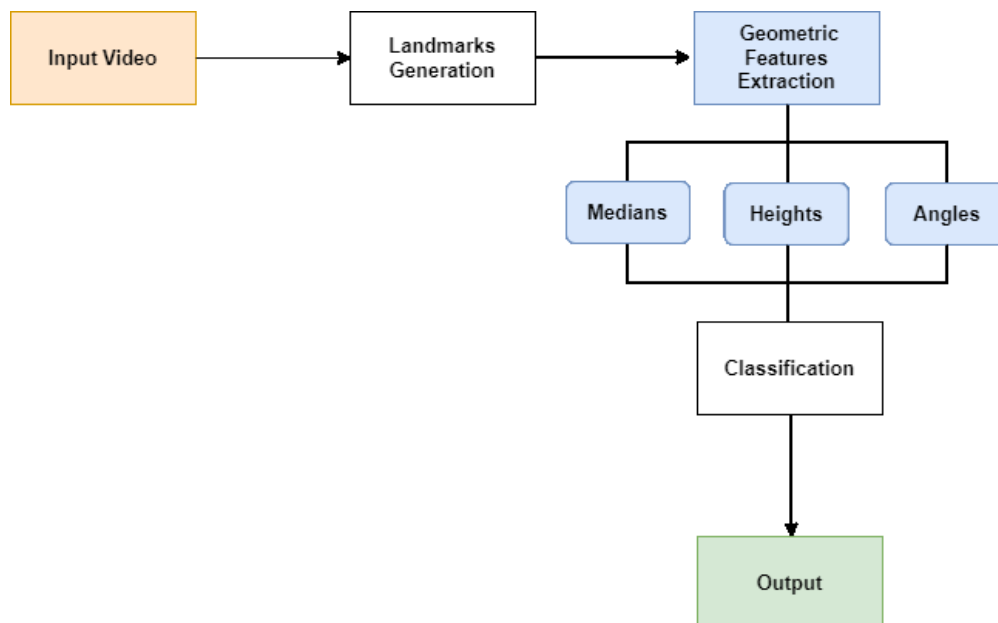 Input Video
Landmarks
Generation
Geometric
Features
Extraction
Medians
Heights
Angles
Classification
Output